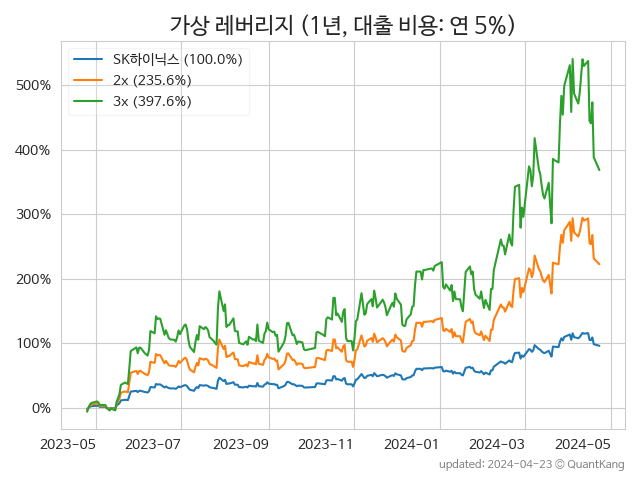 가상 레버리지 (1년, 대출 비용: 연 5%)
SK하이닉스 (100.0%)
2x (235.6%)
3x (397.6%)
500%
400%
300%
200%
100%
0%
2023-05 2023-07 2023-09 2023-11 2024-01 2024-03 2024-05
updated: 2024-04-23 © QuantKang